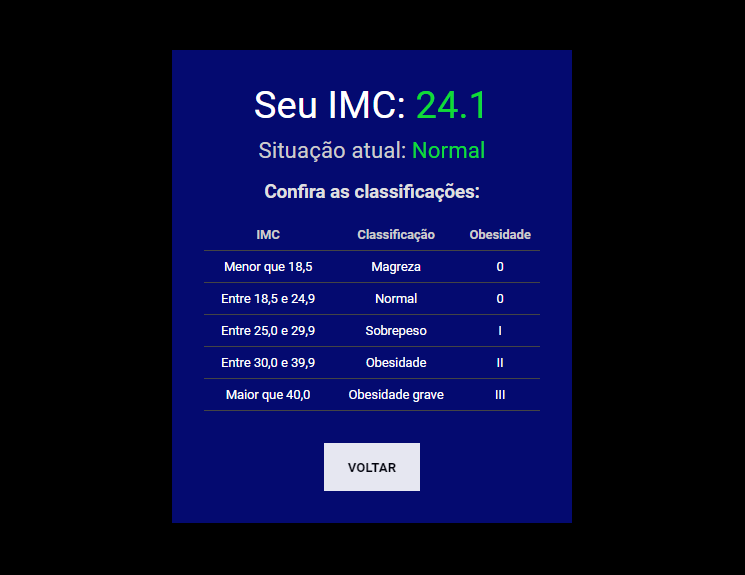 Seu IMC: 24.1
Situação atual: Normal
Confira as classificações:
IMC Classificação Obesidade
Menor que 18,5 Magreza 0
Entre 18,5 e 24,9 Normal 0
Entre 25,0 e 29,9 Sobrepeso I
Entre 30,0 e 39,9 Obesidade II
Maior que 40,0 Obesidade grave III
VOLTAR